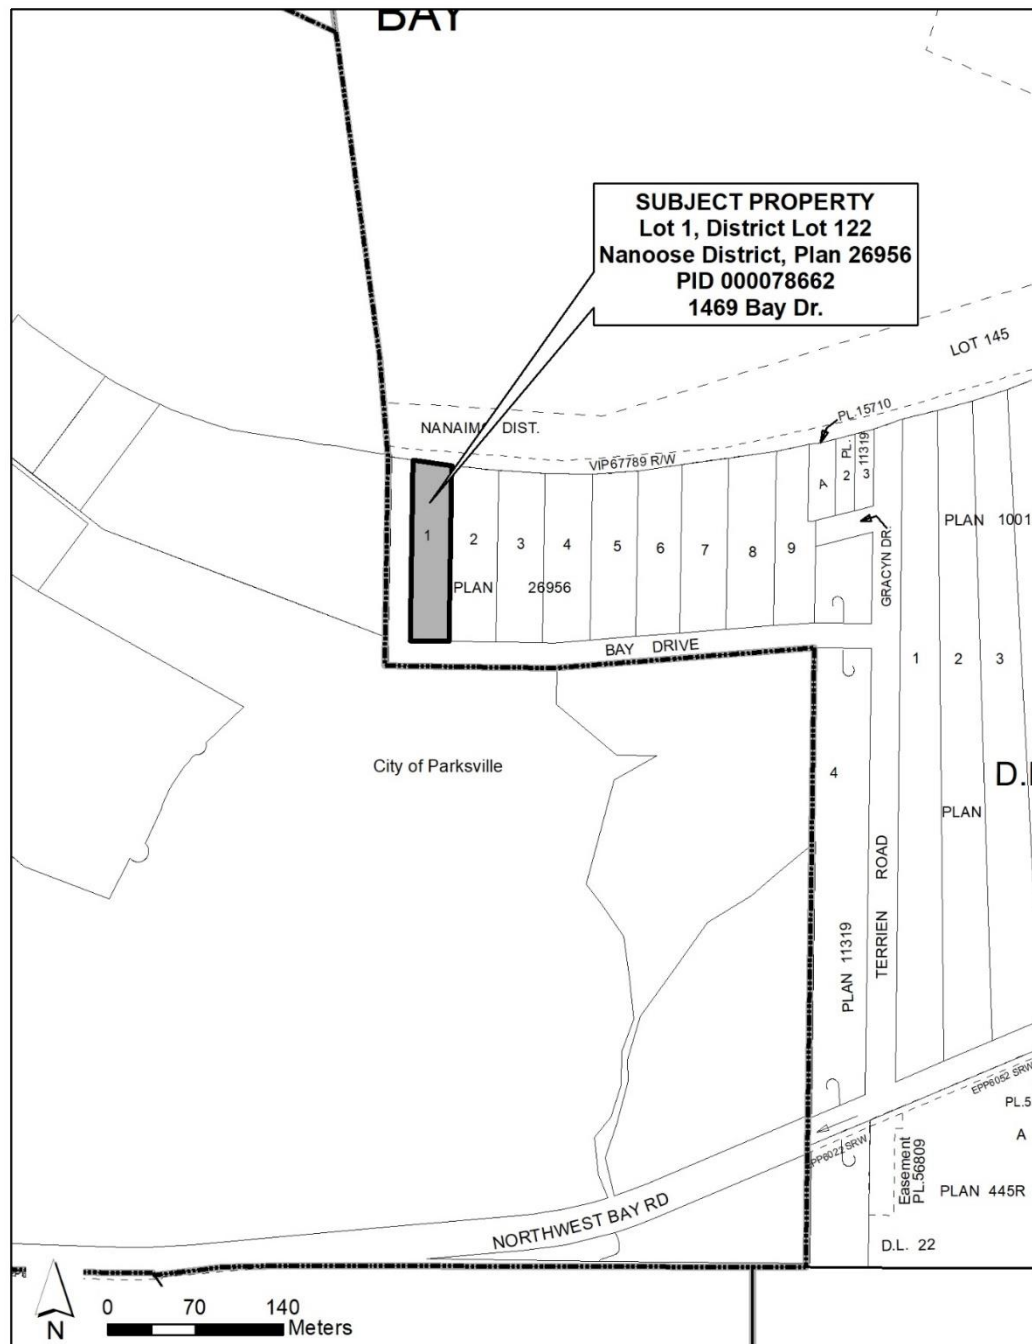 BAY
SUBJECT PROPERTY
Lot 1, District Lot 122
Nanoose District, Plan 26956
PID 000078662
1469 Bay Dr.
LOT 145
PL.15710
NANAIMO DIST.
VIP67789 R/W
PL.
11319
A
2
3
1
2
3
4
5
6
7
8
9
PLAN 26956
PLAN 1001
GRACYN DR.
BAY DRIVE
1
2
3
City of Parksville
4
D.
PLAN
PLAN 11319
TERRIEN ROAD
EPP6052 SRW
PL.5
A
EPP6022 SRW
Easement
PL.56809
PLAN 445R
NORTHWEST BAY RD
D.L. 22
N
0 70 140
Meters